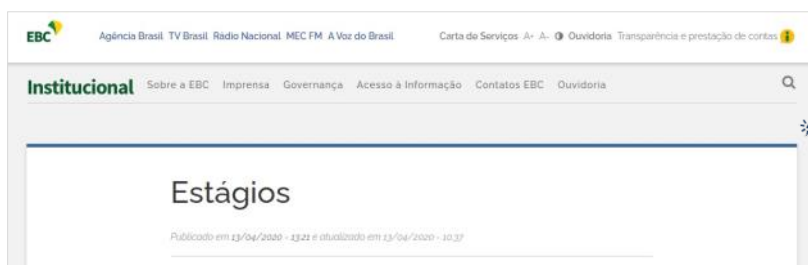 EBC Agência Brasil TV Brasil Rádio Nacional MEC FM A Voz do Brasil Carta de Serviços A+ A- Ouvidoria Transparência e prestação de contas i
Institucional Sobre a EBC Imprensa Governança Acesso à Informação Contatos EBC Ouvidoria
Estágios
Publicado em 13/04/2020 - 13:21 e atualizado em 13/04/2020 - 10:37